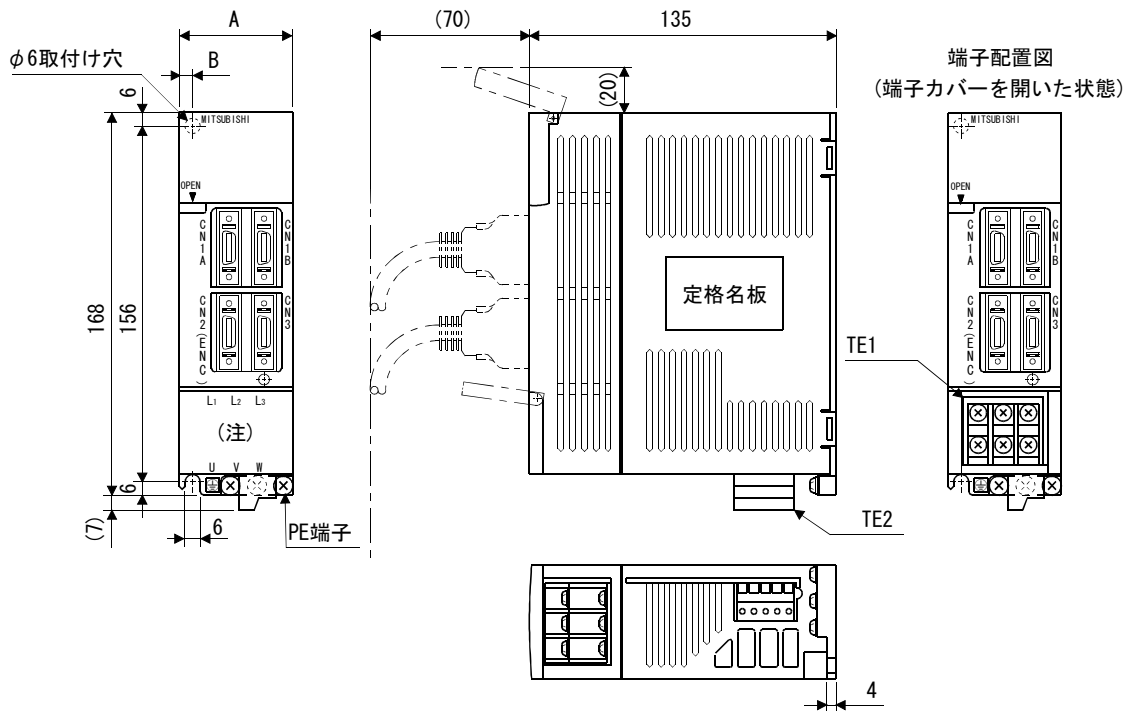 A
(70)
135
φ6取付け穴
B
6
(20)
端子配置図
(端子カバーを開いた状態)
MITSUBISHI
MITSUBISHI
OPEN
OPEN
CN1A
CN1B
CN1A
CN1B
168
156
定格名板
CN2(ENC)
CN3
CN2(ENC)
CN3
TE1
L1 L2 L3
(注)
U V W
6
(7)
6
PE端子
TE2
4